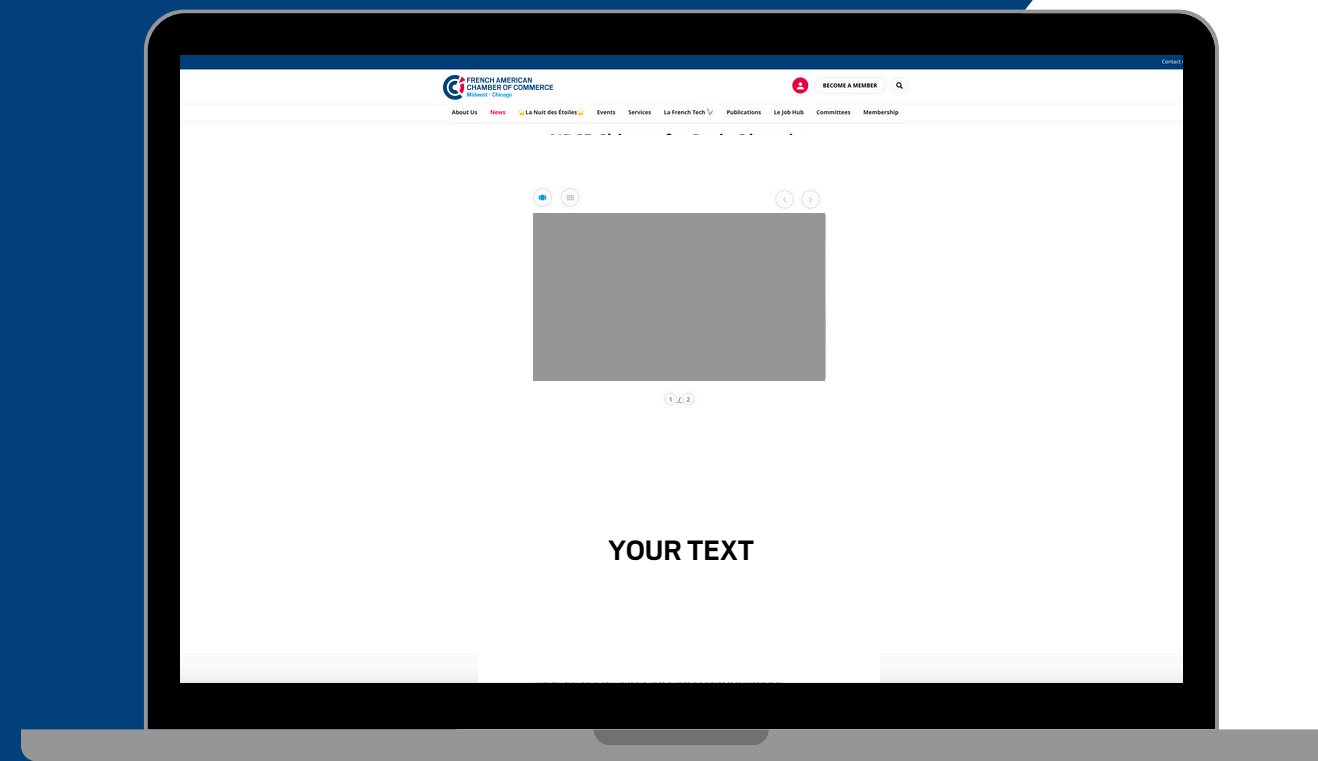 Contact
FRENCH AMERICAN
CHAMBER OF COMMERCE
Midwest - Chicago
BECOME A MEMBER
About Us News ⭐La Nuit des Étoiles⭐ Events Services La French Tech Publications Le Job Hub Committees Membership
1 / 2
YOUR TEXT